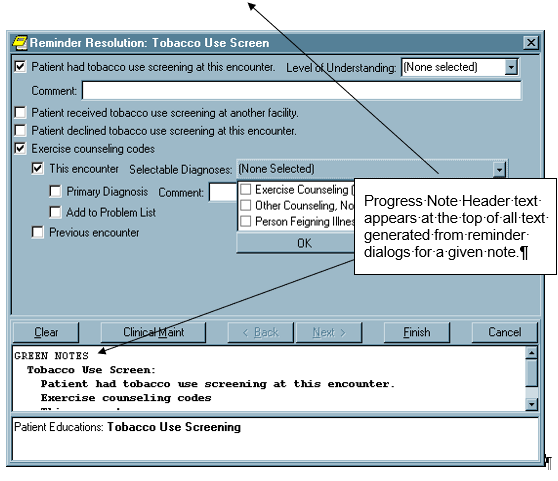 Reminder Resolution: Tobacco Use Screen
Patient had tobacco use screening at this encounter. Level of Understanding: (None selected)
Comment:
Patient received tobacco use screening at another facility.
Patient declined tobacco use screening at this encounter.
Exercise counseling codes
This encounter Selectable Diagnoses: (None Selected)
Primary Diagnosis Comment:
Exercise Counseling (
Add to Problem List
Other Counseling, No
Person Feigning Illnes
Previous encounter
OK
Progress·Note·Header·text·
appears·at·the·top·of·all·text·
generated·from·reminder·
dialogs·for·a·given·note.¶
Clear Clinical Maint < Back Next > Finish Cancel
GREEN NOTES
Tobacco Use Screen:
Patient had tobacco use screening at this encounter.
Exercise counseling codes
Patient Educations: Tobacco Use Screening
¶